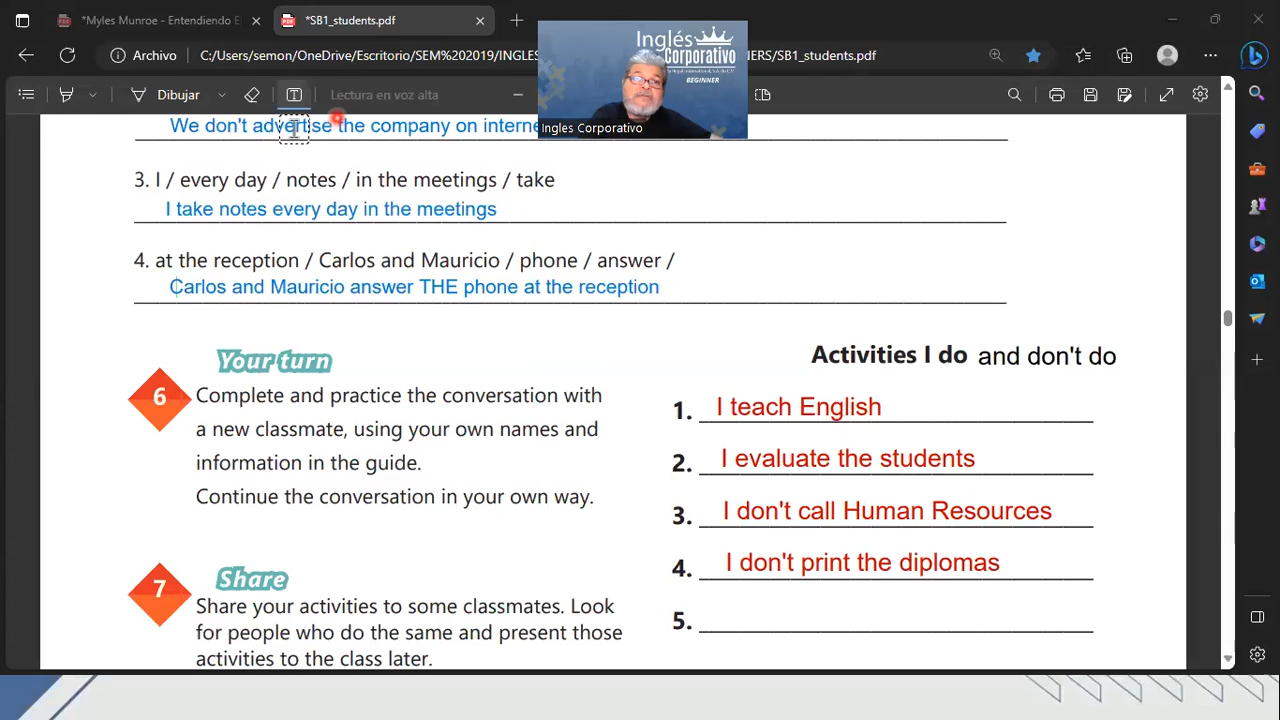 *Myles Munroe - Entendiendo E
*SB1_students.pdf
Archivo
C:/Users/semon/OneDrive/Escritorio/SEM%202019/INGLES
ERS/SB1_students.pdf
Dibujar
Lectura en voz alta
Inglés
Corporativo
BEGINNER
Ingles Corporativo
We don't advertise the company on interne
3. I / every day / notes / in the meetings / take
I take notes every day in the meetings
4. at the reception / Carlos and Mauricio / phone / answer /
Carlos and Mauricio answer THE phone at the reception
Your turn
6
Complete and practice the conversation with
a new classmate, using your own names and
information in the guide.
Continue the conversation in your own way.
7
Share
Share your activities to some classmates. Look
for people who do the same and present those
activities to the class later.
Activities I do and don't do
1. I teach English
2. I evaluate the students
3. I don't call Human Resources
4. I don't print the diplomas
5.